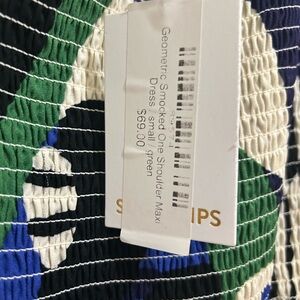 Geometric Smocked One Shoulder Maxi
Dress / small / green
$69.00